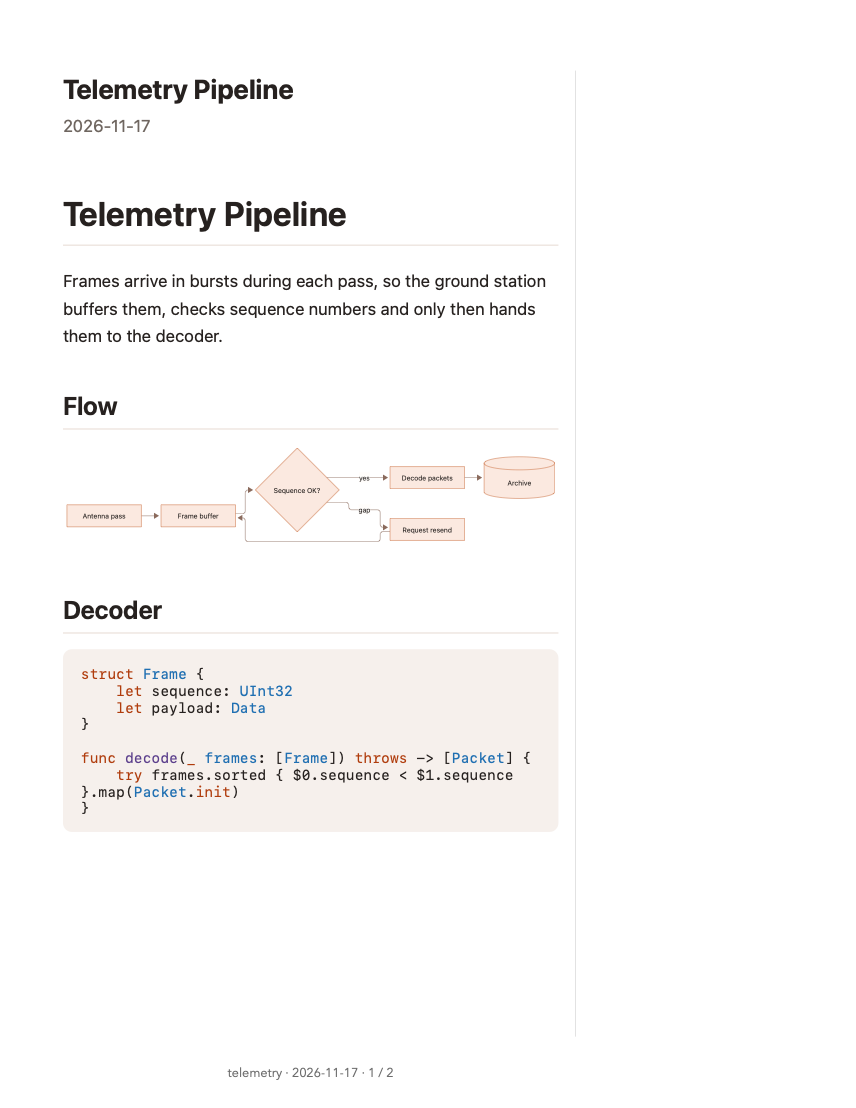 Telemetry Pipeline
2026-11-17
Telemetry Pipeline
Frames arrive in bursts during each pass, so the ground station
buffers them, checks sequence numbers and only then hands
them to the decoder.
Flow
Antenna pass
Frame buffer
Sequence OK?
yes
gap
Decode packets
Request resend
Archive
Decoder
struct Frame {
    let sequence: UInt32
    let payload: Data
}
func decode(_ frames: [Frame]) throws -> [Packet] {
    try frames.sorted { $0.sequence < $1.sequence
}.map(Packet.init)
}
telemetry · 2026-11-17 · 1 / 2